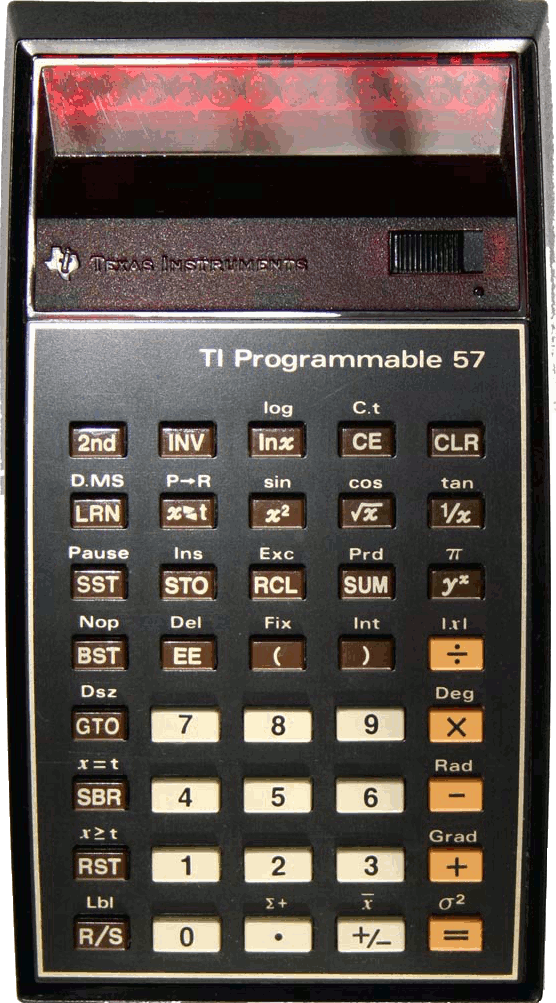 TEXAS INSTRUMENTS
TI Programmable 57
log C.t
2nd INV lnx CE CLR
D.MS P→R sin cos tan
LRN x⇄t x² √x 1/x
Pause Ins Exc Prd π
SST STO RCL SUM yˣ
Nop Del Fix Int |x|
BST EE ( ) ÷
Dsz Deg
GTO 7 8 9 ×
x=t Rad
SBR 4 5 6 −
x≥t Grad
RST 1 2 3 +
Lbl Σ+ x̅ σ²
R/S 0 . +/− =